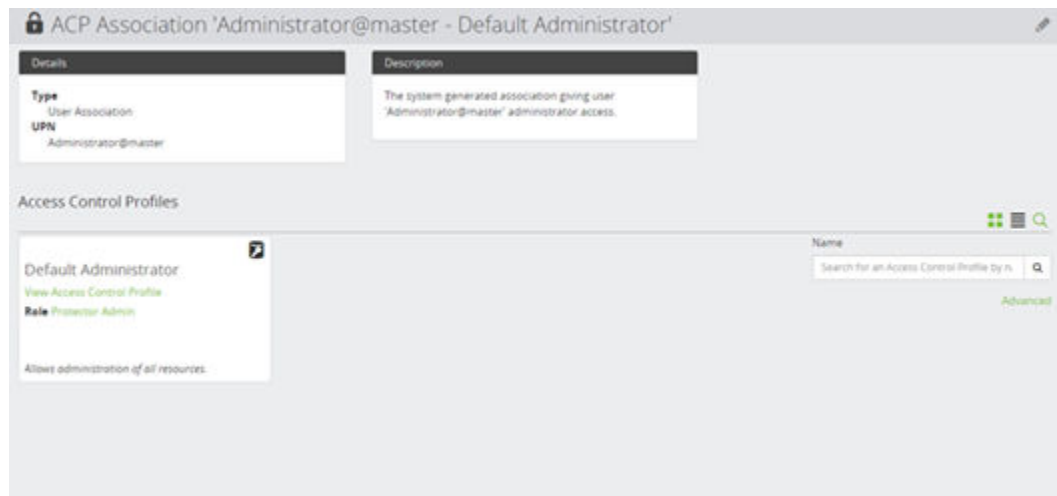 ACP Association 'Administrator@master - Default Administrator'
Details
Type
User Association
UPN
Administrator@master
Description
The system generated association giving user
'Administrator@master' administrator access.
Access Control Profiles
Default Administrator
View Access Control Profile
Role Protector Admin
Allows administration of all resources.
Name
Search for an Access Control Profile by n
Advanced